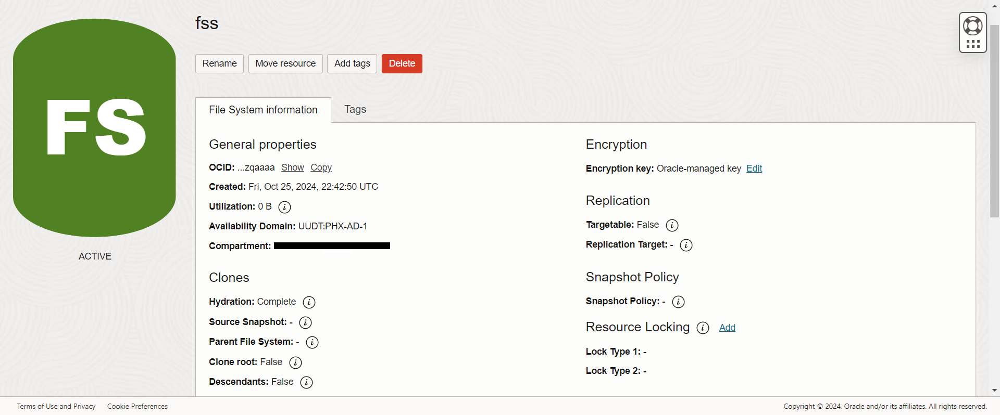 fss
Rename Move resource Add tags Delete
FS
ACTIVE
File System information Tags
General properties
OCID: ...zqaaaa Show Copy
Created: Fri, Oct 25, 2024, 22:42:50 UTC
Utilization: 0 B i
Availability Domain: UUDT:PHX-AD-1
Compartment:
Clones
Hydration: Complete i
Source Snapshot: - i
Parent File System: - i
Clone root: False i
Descendants: False i
Encryption
Encryption key: Oracle-managed key Edit
Replication
Targetable: False i
Replication Target: - i
Snapshot Policy
Snapshot Policy: - i
Resource Locking i Add
Lock Type 1: -
Lock Type 2: -
Terms of Use and Privacy Cookie Preferences
Copyright © 2024, Oracle and/or its affiliates. All rights reserved.